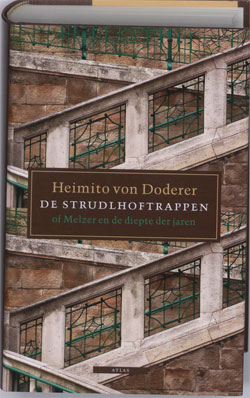 Heimito von Doderer
DE STRUDLHOFTRAPPEN
of Melzer en de diepte der jaren
ATLAS